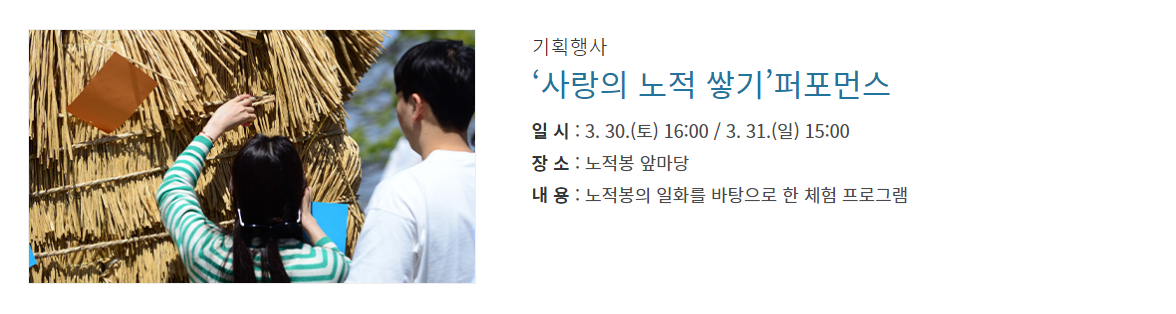 기획행사
‘사랑의 노적 쌓기’퍼포먼스
일 시 : 3. 30.(토) 16:00 / 3. 31.(일) 15:00
장 소 : 노적봉 앞마당
내 용 : 노적봉의 일화를 바탕으로 한 체험 프로그램